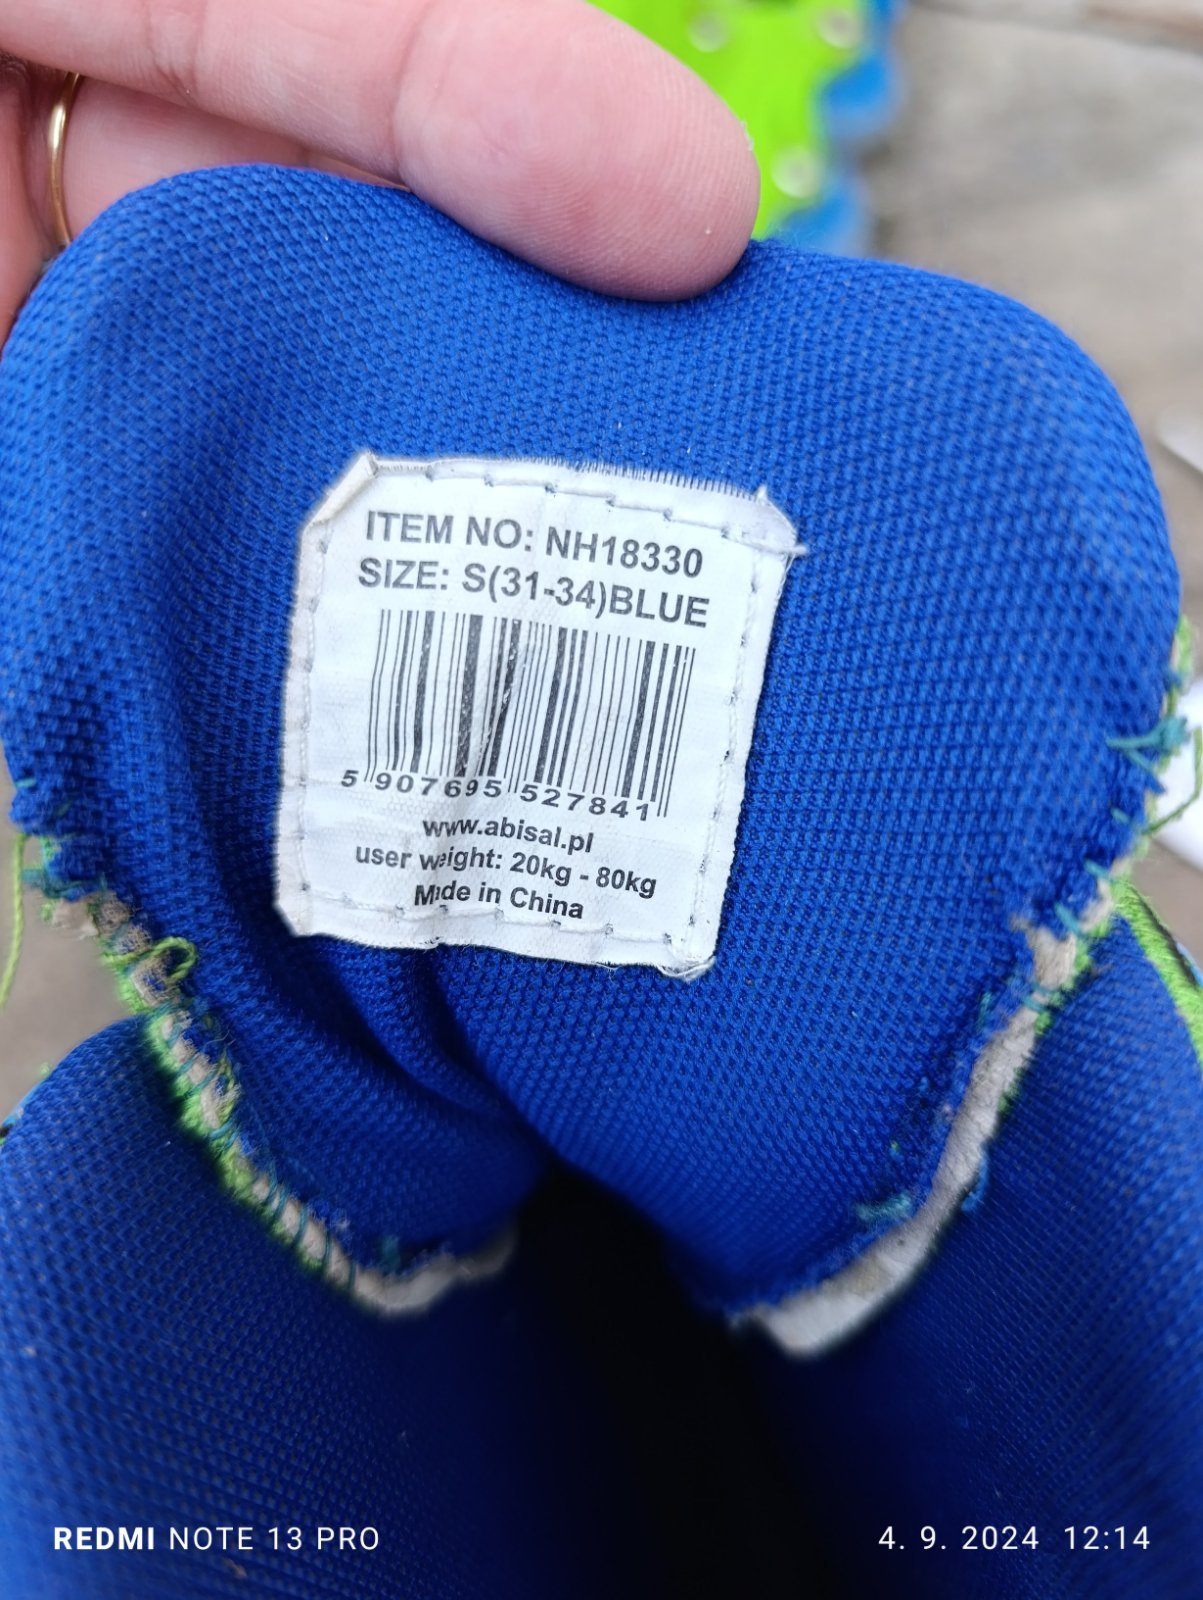 ITEM NO: NH18330
SIZE: S(31-34)BLUE
5 907695 527841
www.abisal.pl
user weight: 20kg - 80kg
Made in China
REDMI NOTE 13 PRO
4. 9. 2024 12:14